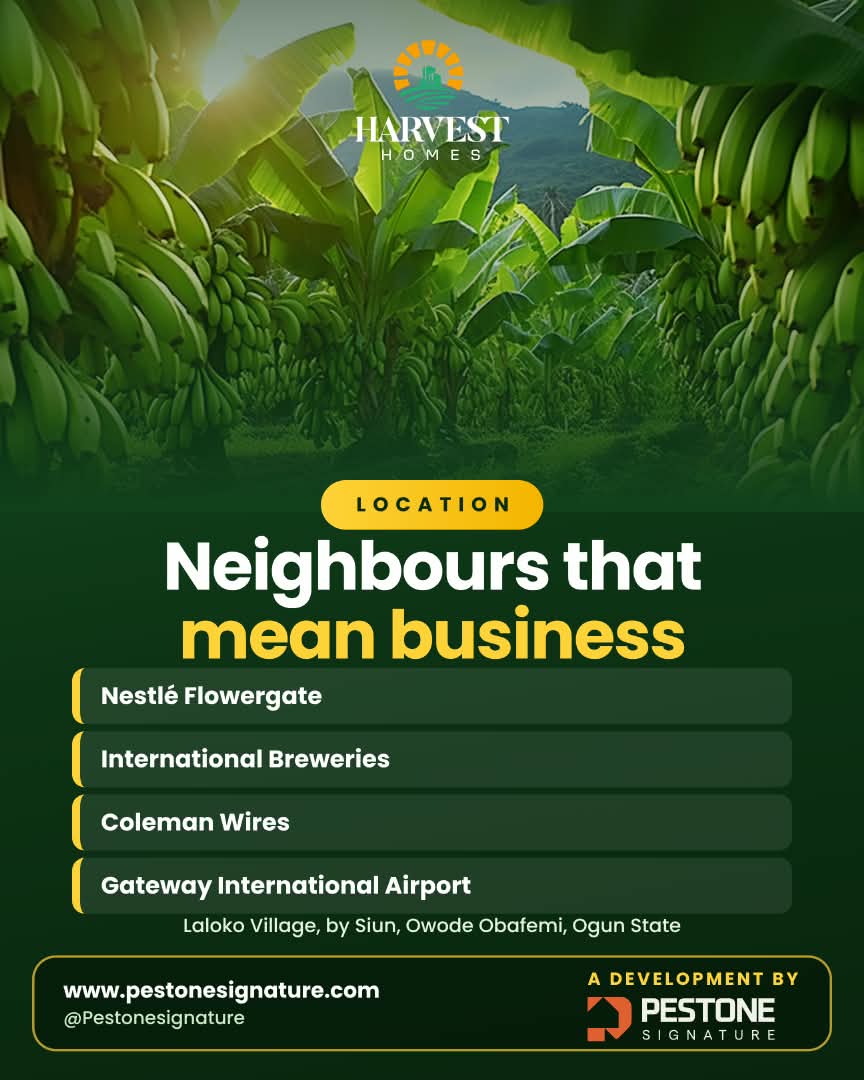 HARVEST
HOMES
LOCATION
Neighbours that
mean business
Nestlé Flowergate
International Breweries
Coleman Wires
Gateway International Airport
Laloko Village, by Siun, Owode Obafemi, Ogun State
www.pestonesignature.com
@Pestonesignature
A DEVELOPMENT BY
PESTONE
SIGNATURE